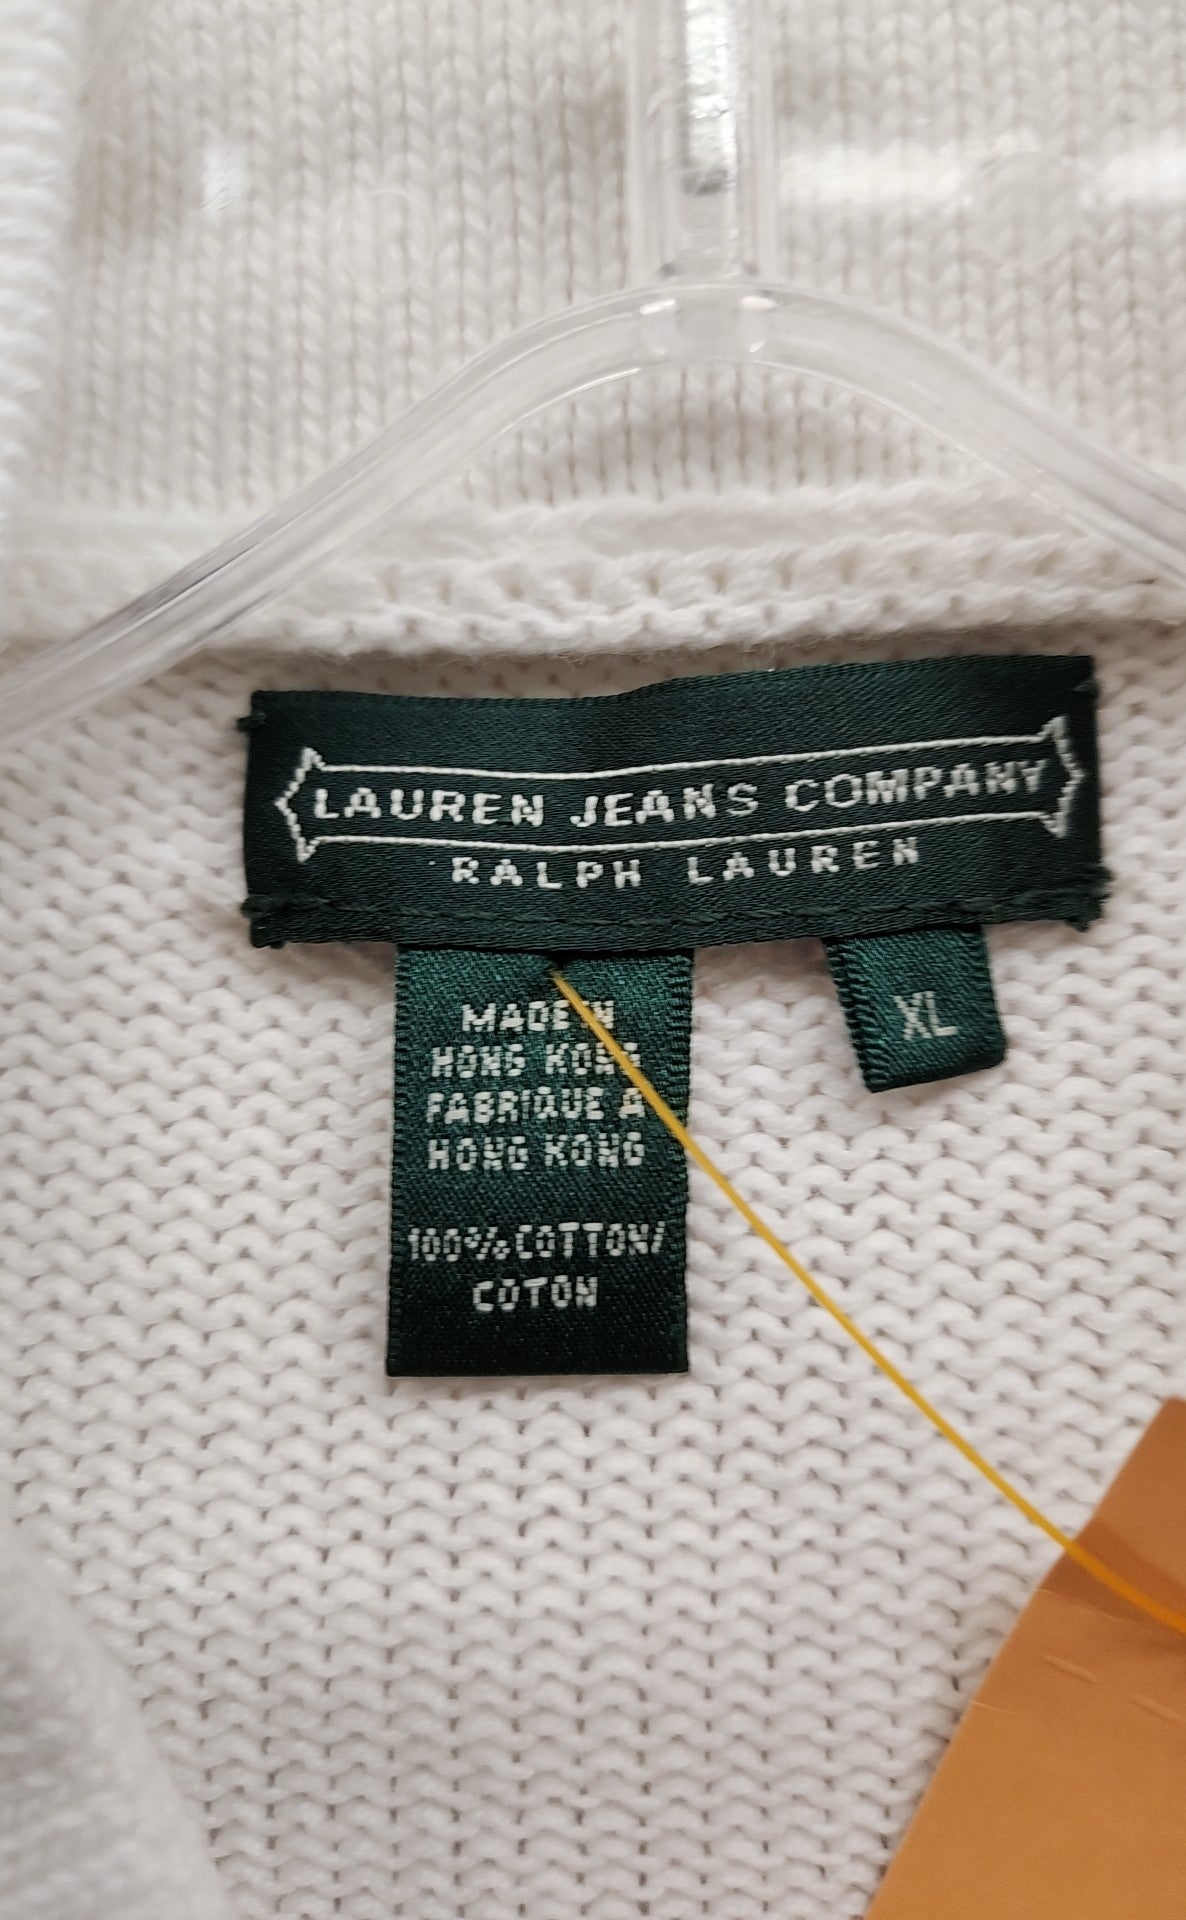 LAUREN JEANS COMPANY
RALPH LAUREN
XL
MADE IN
HONG KONG
FABRIQUE A
HONG KONG
100% COTTON/
COTON